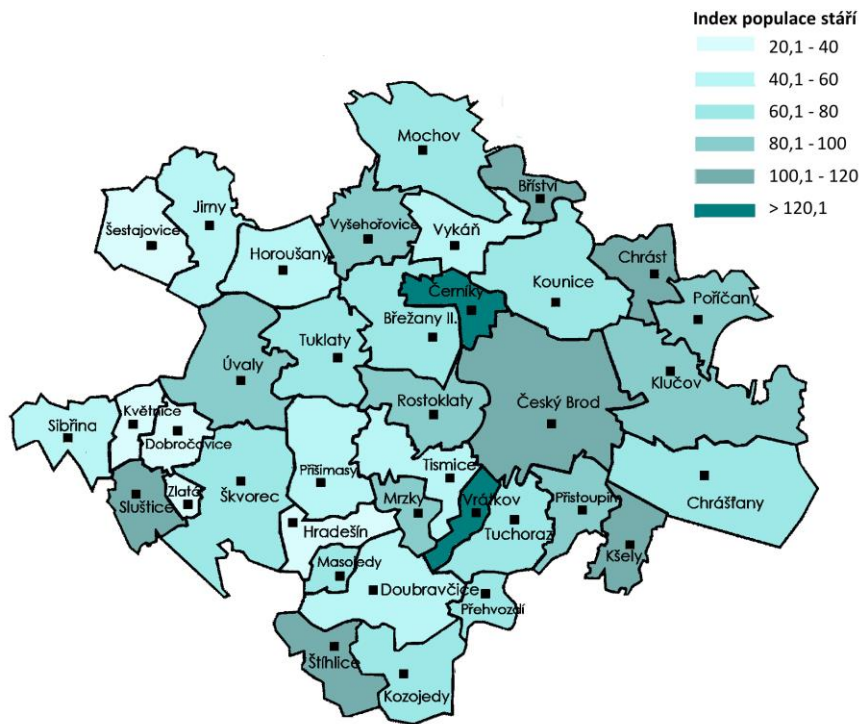 Index populace stáří
20,1 - 40
40,1 - 60
60,1 - 80
80,1 - 100
100,1 - 120
> 120,1
Mochov
Bříství
Jirny
Šestajovice
Vyšehořovice
Vykáň
Horoušany
Chrást
Kounice
Černíky
Poříčany
Břežany II.
Tuklaty
Úvaly
Klučov
Rostoklaty
Český Brod
Květnice
Sibřina
Dobročovice
Tismice
Přišimasy
Zlatá
Škvorec
Sluštice
Mrzky
Vrátkov
Přistoupim
Chrášťany
Hradešín
Tuchoraz
Kšely
Masojedy
Doubravčice
Přehvozdí
Štíhlice
Kozojedy